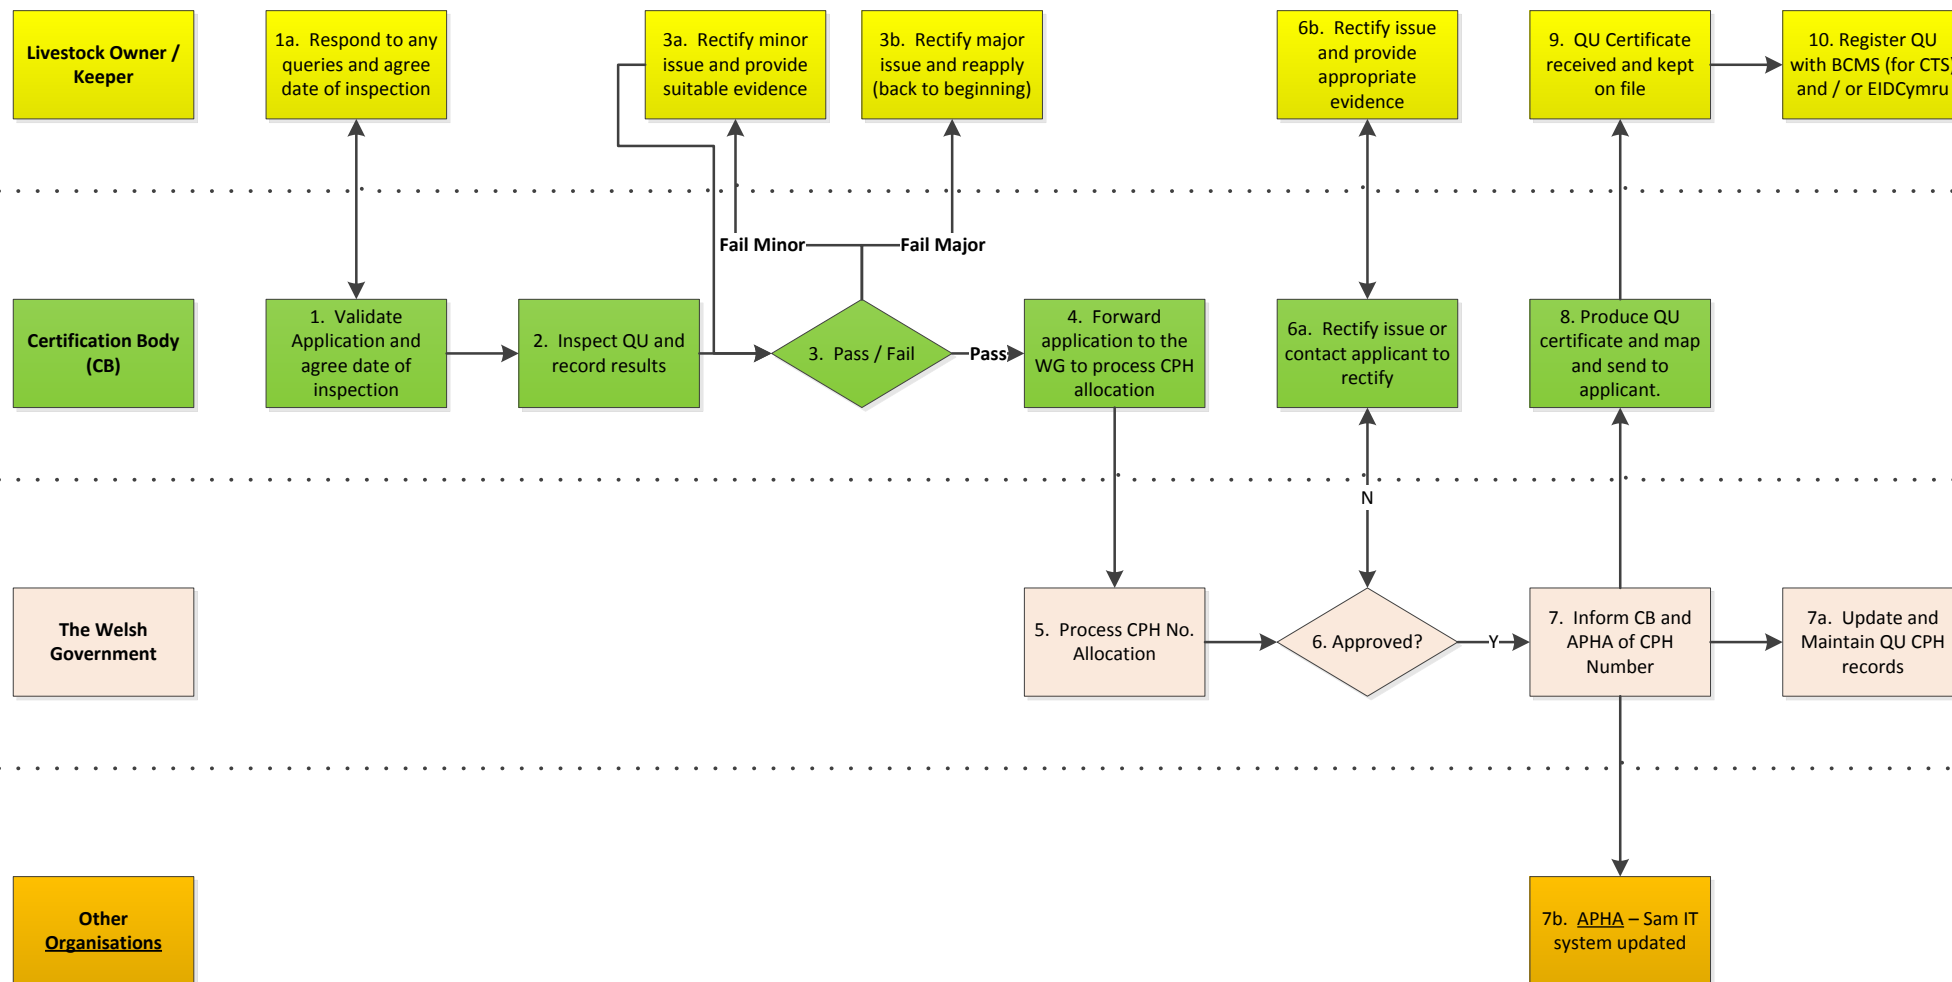 Livestock Owner /
Keeper
1a.  Respond to any
queries and agree
date of inspection
3a.  Rectify minor
issue and provide
suitable evidence
3b.  Rectify major
issue and reapply
(back to beginning)
6b.  Rectify issue
and provide
appropriate
evidence
9.  QU Certificate
received and kept
on file
10. Register QU
with BCMS (for CTS)
and / or EIDCymru
Fail Minor
Fail Major
Certification Body
(CB)
1.  Validate
Application and
agree date of
inspection
2.  Inspect QU and
record results
3.  Pass / Fail
Pass
4.  Forward
application to the
WG to process CPH
allocation
6a.  Rectify issue or
contact applicant to
rectify
8. Produce QU
certificate and map
and send to
applicant.
N
The Welsh
Government
5.  Process CPH No.
Allocation
6. Approved?
Y
7.  Inform CB and
APHA of CPH
Number
7a.  Update and
Maintain QU CPH
records
Other
Organisations
7b.  APHA – Sam IT
system updated